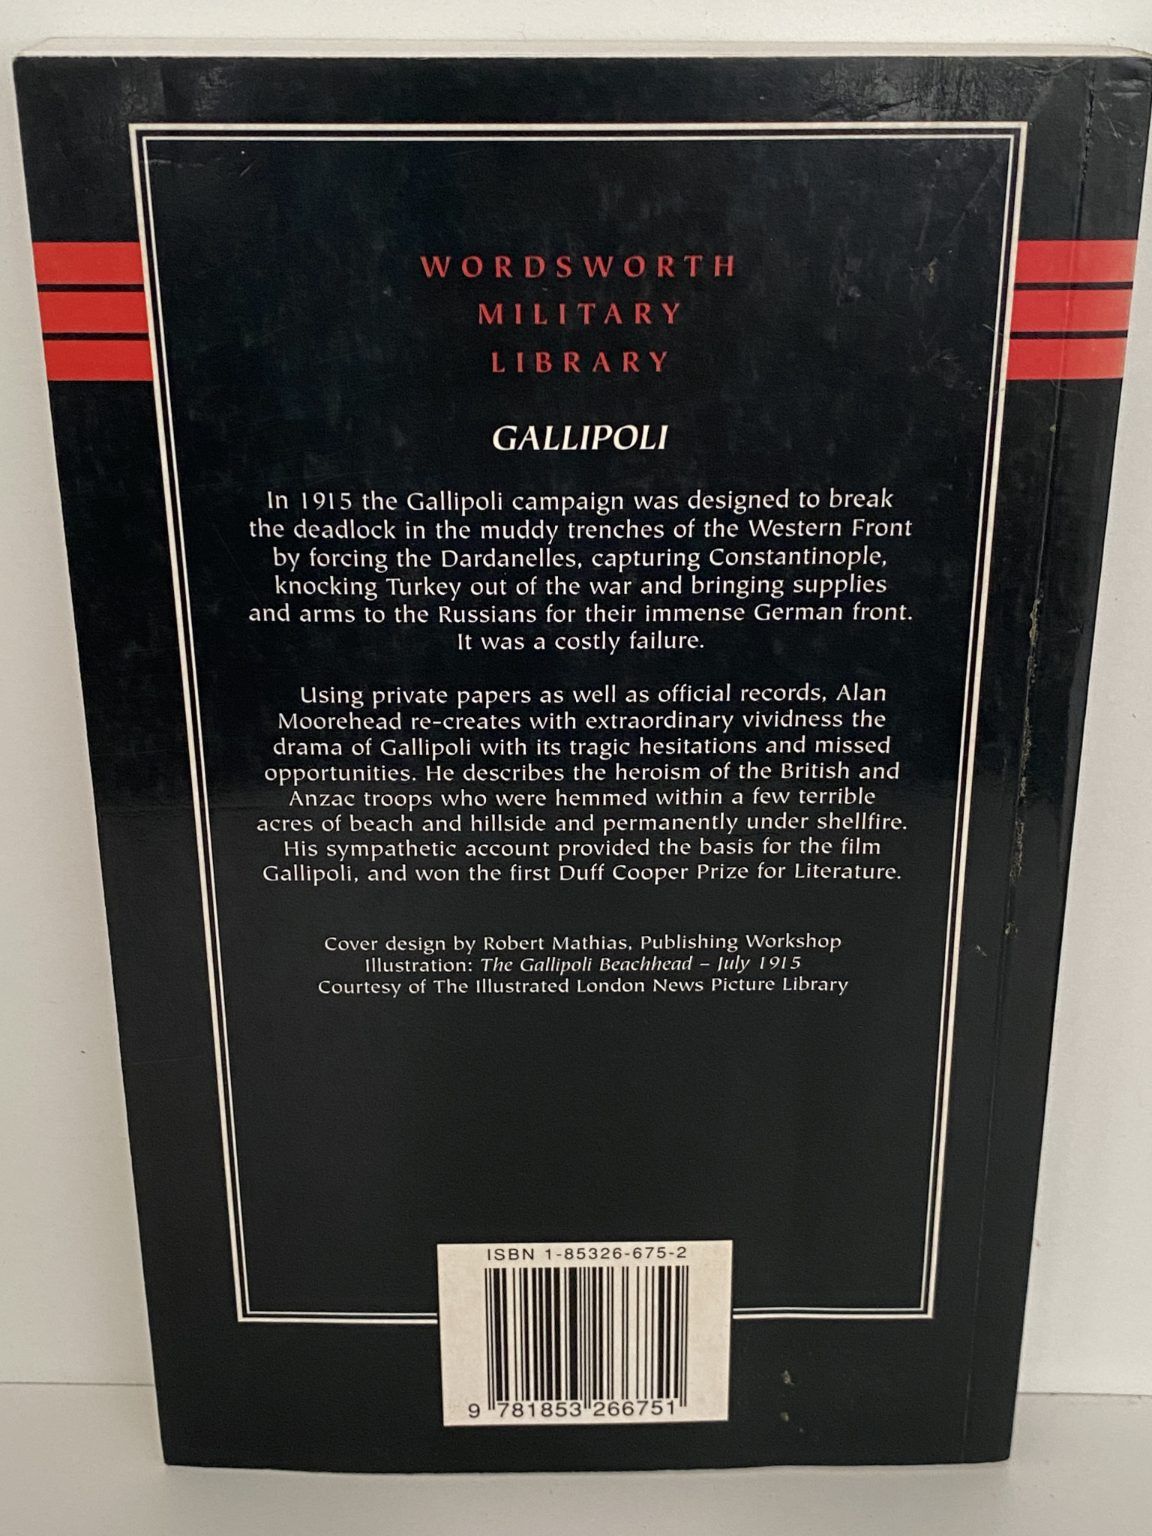 WORDSWORTH
MILITARY
LIBRARY
GALLIPOLI
In 1915 the Gallipoli campaign was designed to break
the deadlock in the muddy trenches of the Western Front
by forcing the Dardanelles, capturing Constantinople,
knocking Turkey out of the war and bringing supplies
and arms to the Russians for their immense German front.
It was a costly failure.
Using private papers as well as official records, Alan
Moorehead re-creates with extraordinary vividness the
drama of Gallipoli with its tragic hesitations and missed
opportunities. He describes the heroism of the British and
Anzac troops who were hemmed within a few terrible
acres of beach and hillside and permanently under shellfire.
His sympathetic account provided the basis for the film
Gallipoli, and won the first Duff Cooper Prize for Literature.
Cover design by Robert Mathias, Publishing Workshop
Illustration: The Gallipoli Beachhead – July 1915
Courtesy of The Illustrated London News Picture Library
ISBN 1-85326-675-2
9 781853 266751